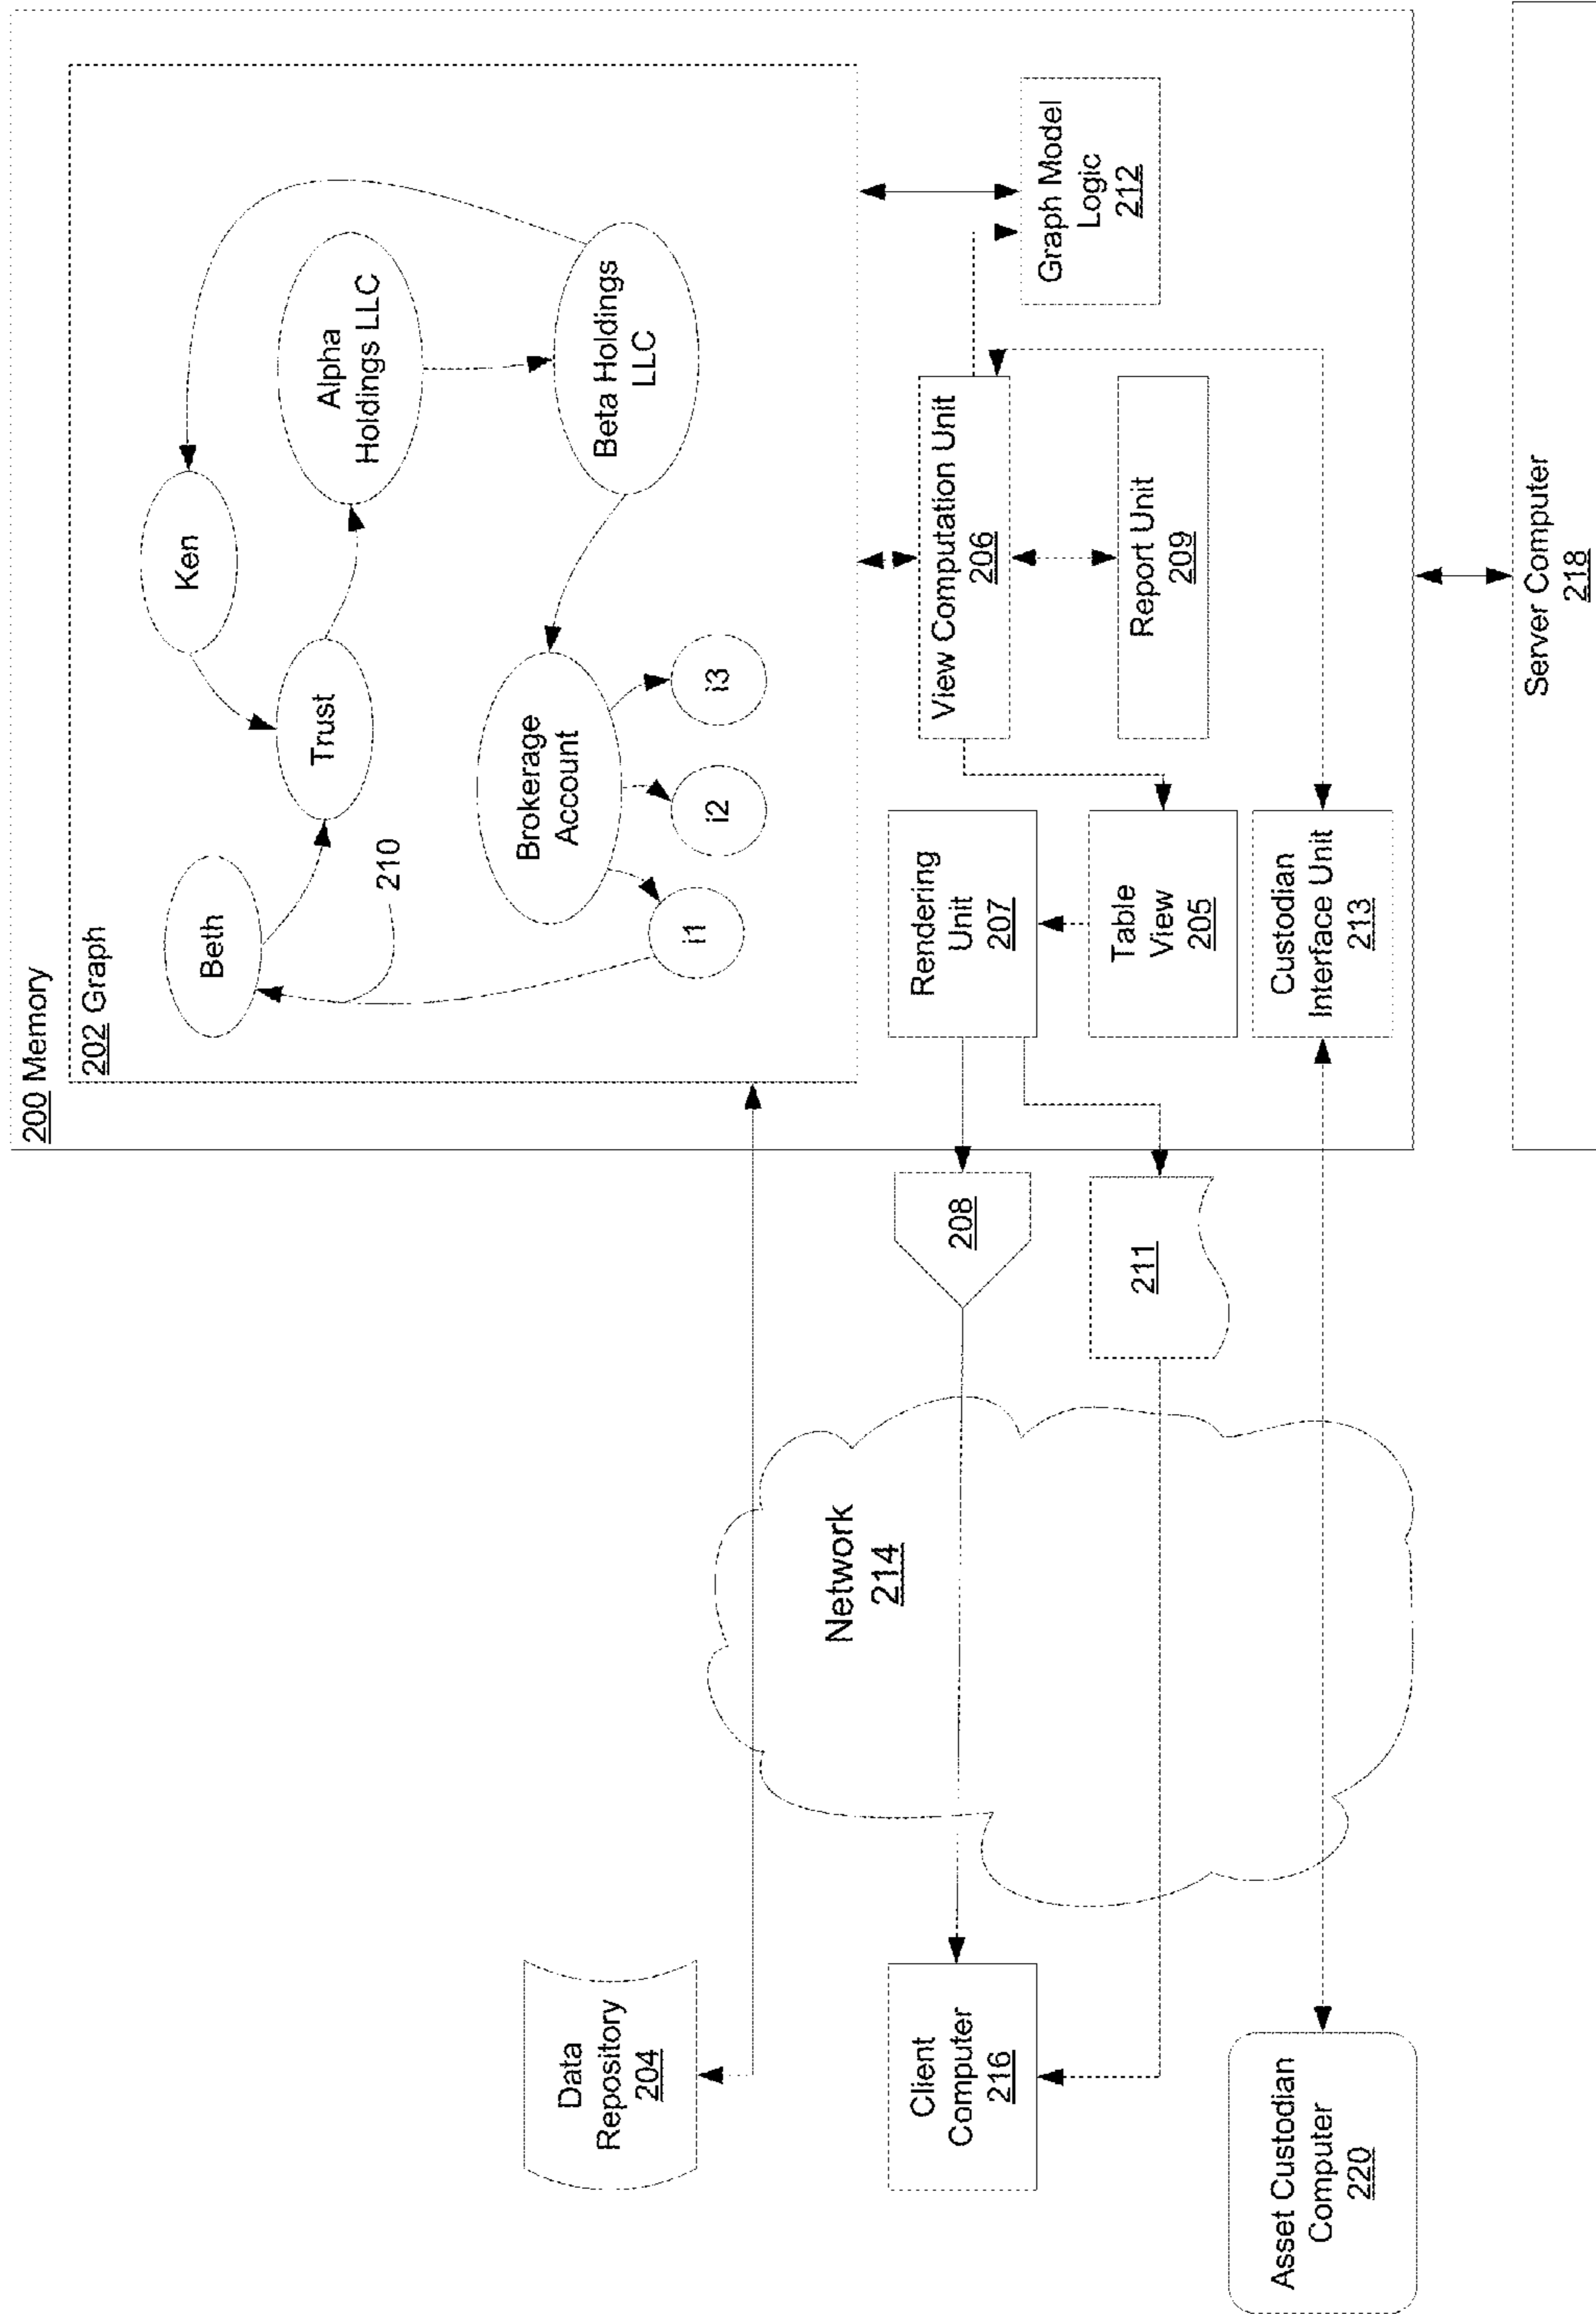 200 Memory
202 Graph
Beth
Ken
Trust
Alpha
Holdings LLC
210
Brokerage
Account
Beta Holdings
LLC
i1
i2
i3
Data
Repository
204
Network
214
208
Rendering
Unit
207
View Computation Unit
206
Graph Model
Logic
212
Client
Computer
216
211
Table
View
205
Report Unit
209
Asset Custodian
Computer
220
Custodian
Interface Unit
213
Server Computer
218